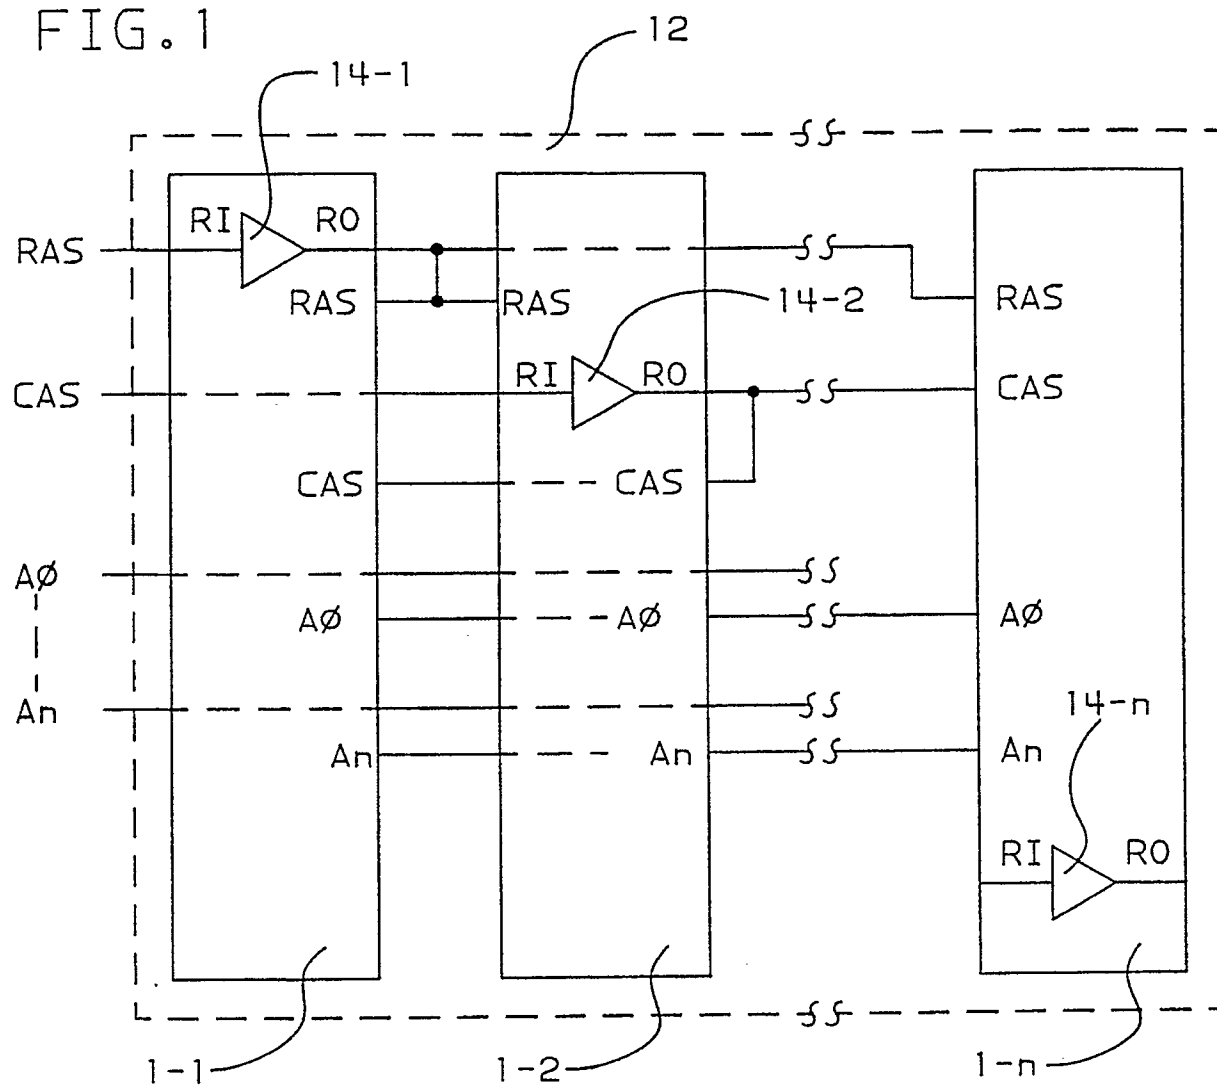 FIG.1
12
14-1
RI RO
RAS
RAS RAS RAS
14-2
RI RO
CAS CAS
CAS CAS
AØ
AØ AØ AØ
An
14-n
An An An
RI RO
1-1 1-2 1-n